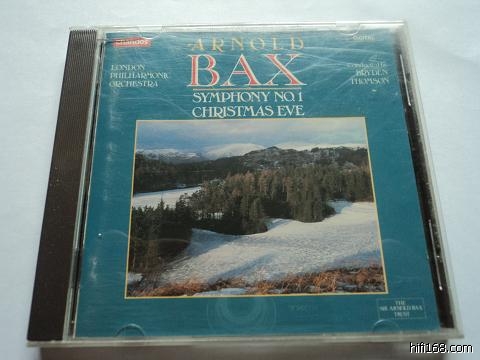 Chandos
DIGITAL
ARNOLD
BAX
SYMPHONY NO.1
CHRISTMAS EVE
LONDON
PHILHARMONIC
ORCHESTRA
Conducted by
BRYDEN
THOMSON
THE
SIR ARNOLD BAX
TRUST
hifi168.com